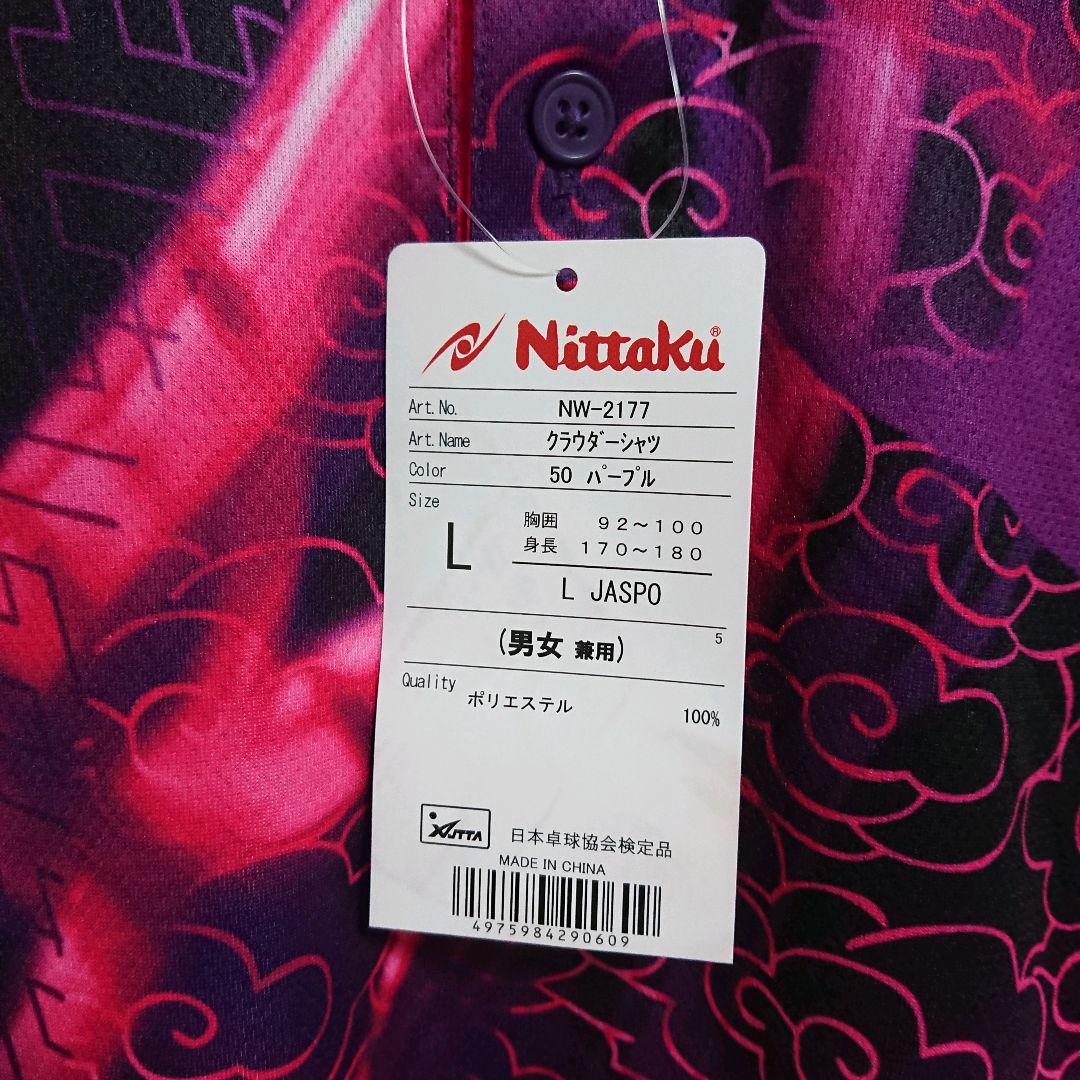 Nittaku®
Art.No. NW-2177
Art.Name クラウダーシャツ
Color 50 パープル
Size
L
胸囲 92～100
身長 170～180
L JASPO
5
(男女 兼用)
Quality
ポリエステル 100%
JTTA 日本卓球協会検定品
MADE IN CHINA
4975984290609